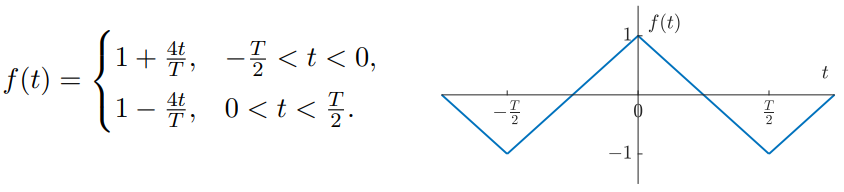 f(t) = { 1 + 4t/T, −T/2 < t < 0,
1 − 4t/T, 0 < t < T/2.
f(t)
1
t
−T/2
0
T/2
−1